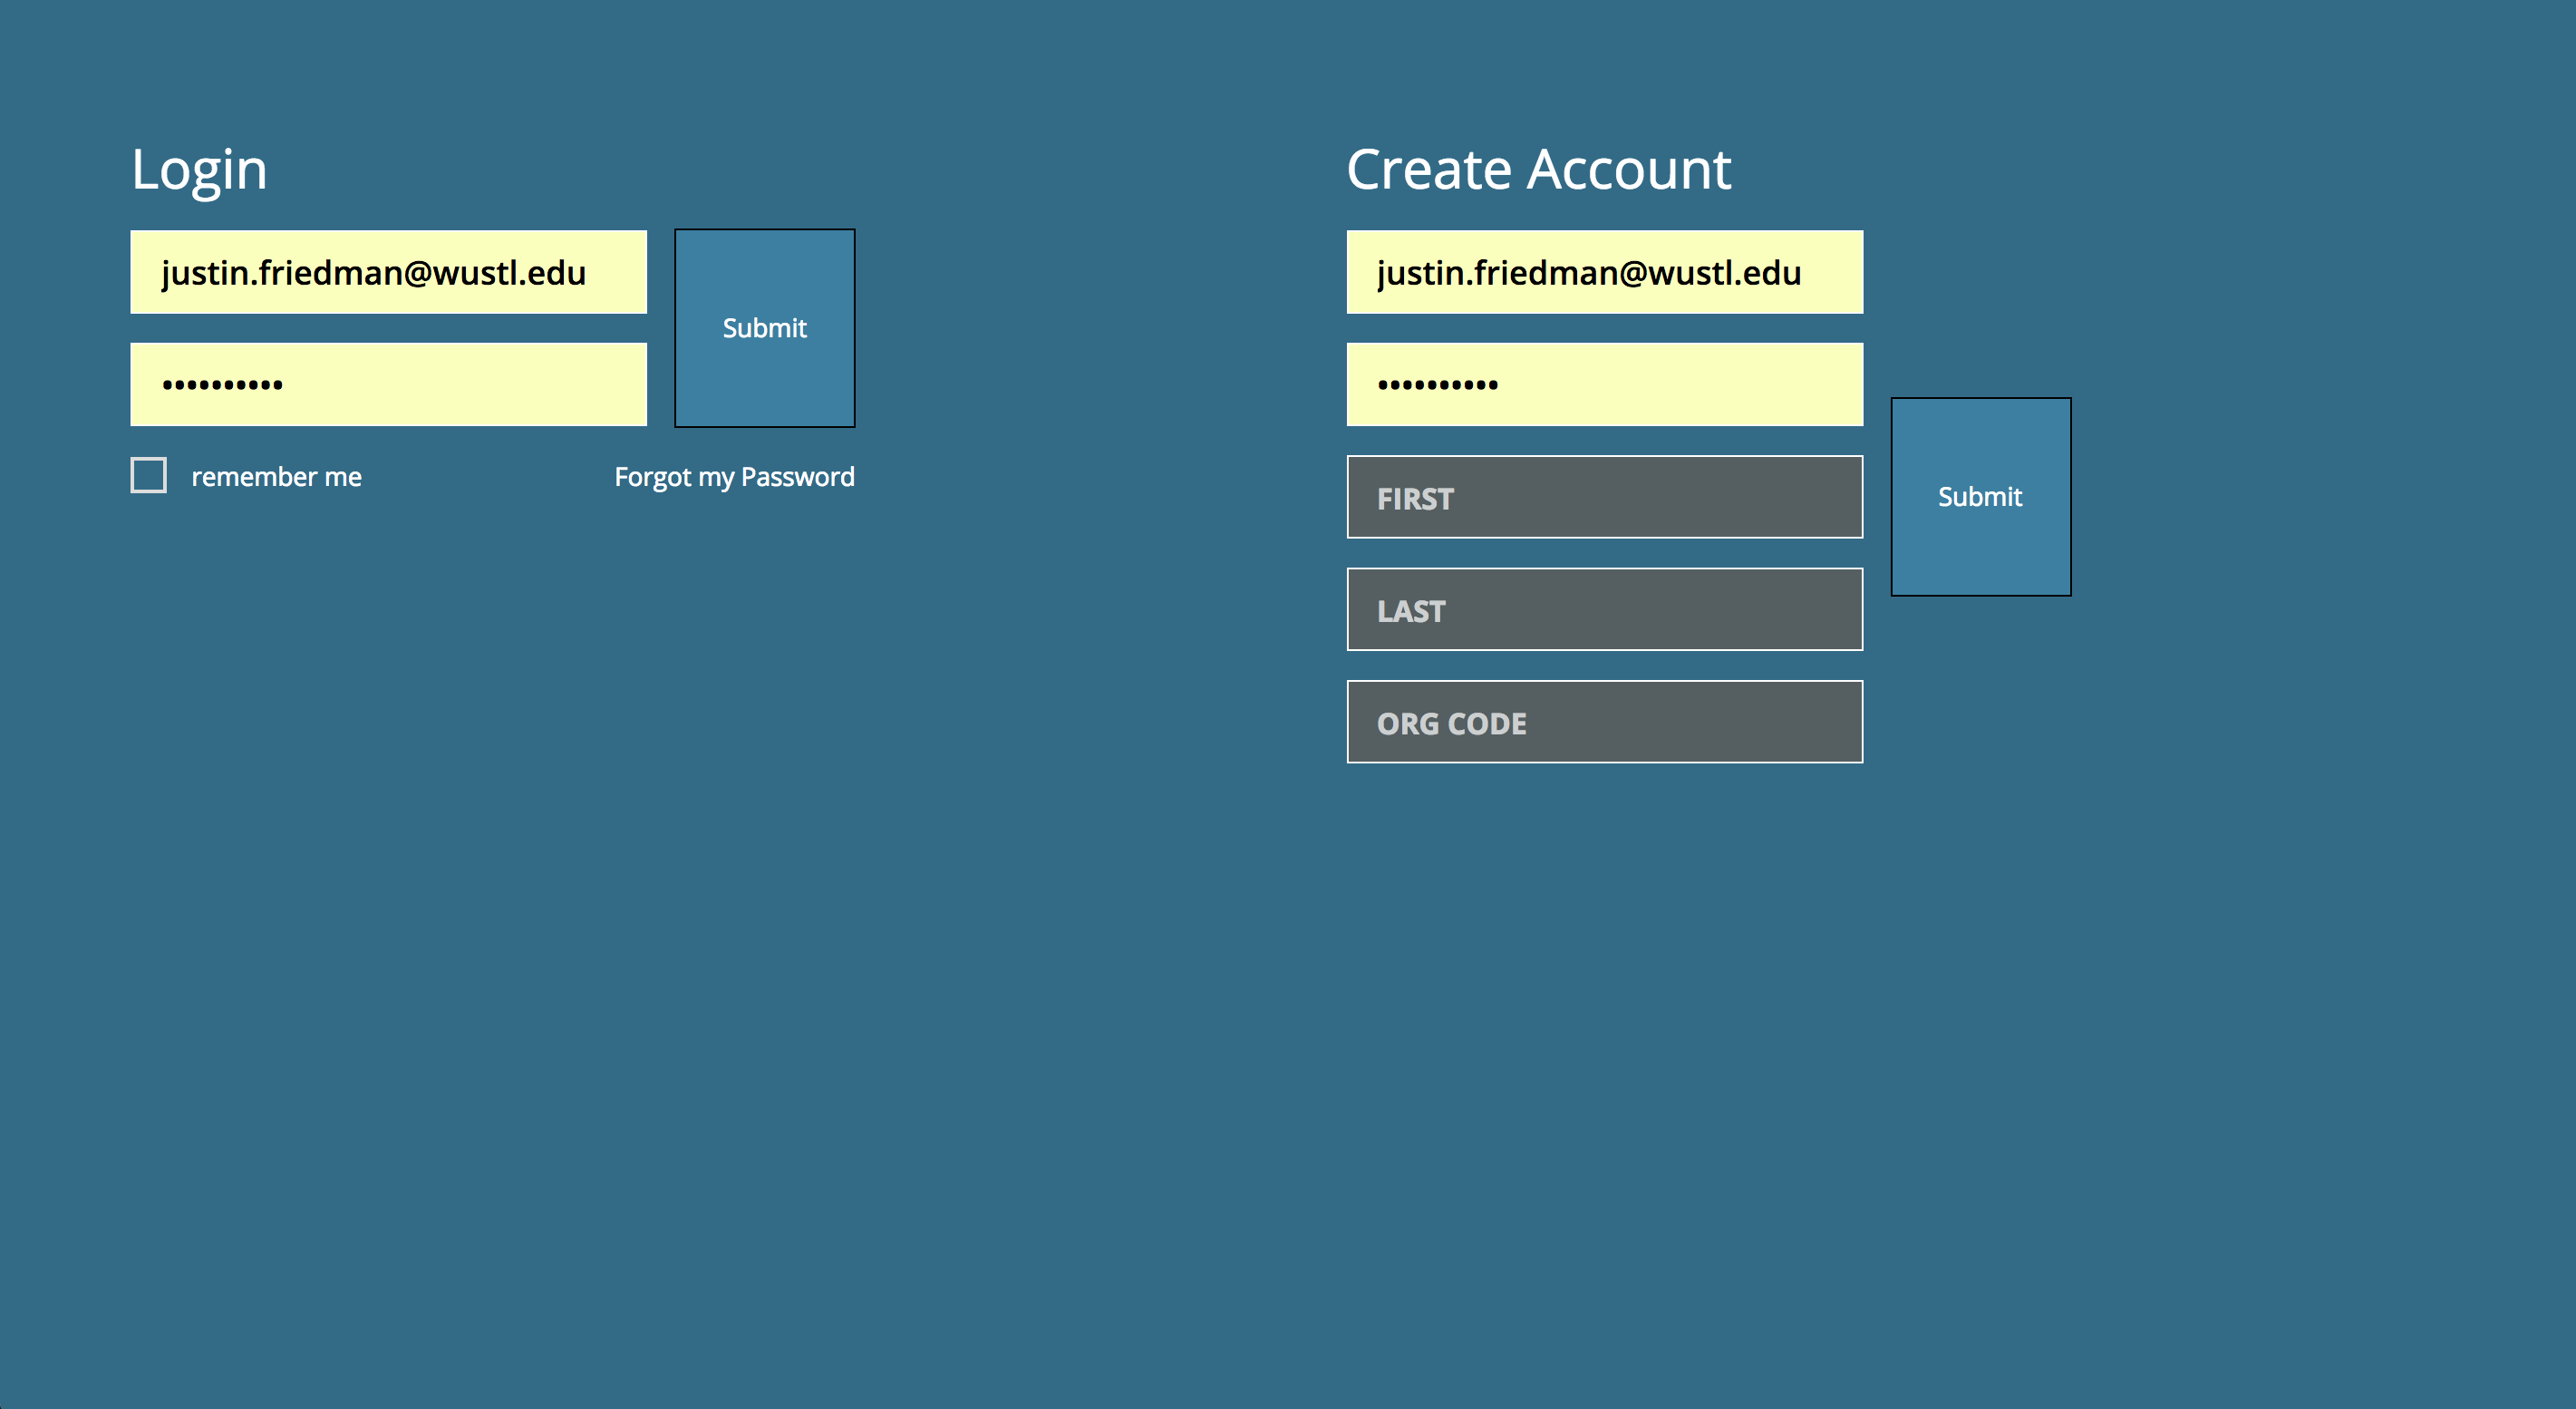 Login
justin.friedman@wustl.edu
••••••••••
Submit
remember me
Forgot my Password
Create Account
justin.friedman@wustl.edu
••••••••••
FIRST
LAST
ORG CODE
Submit